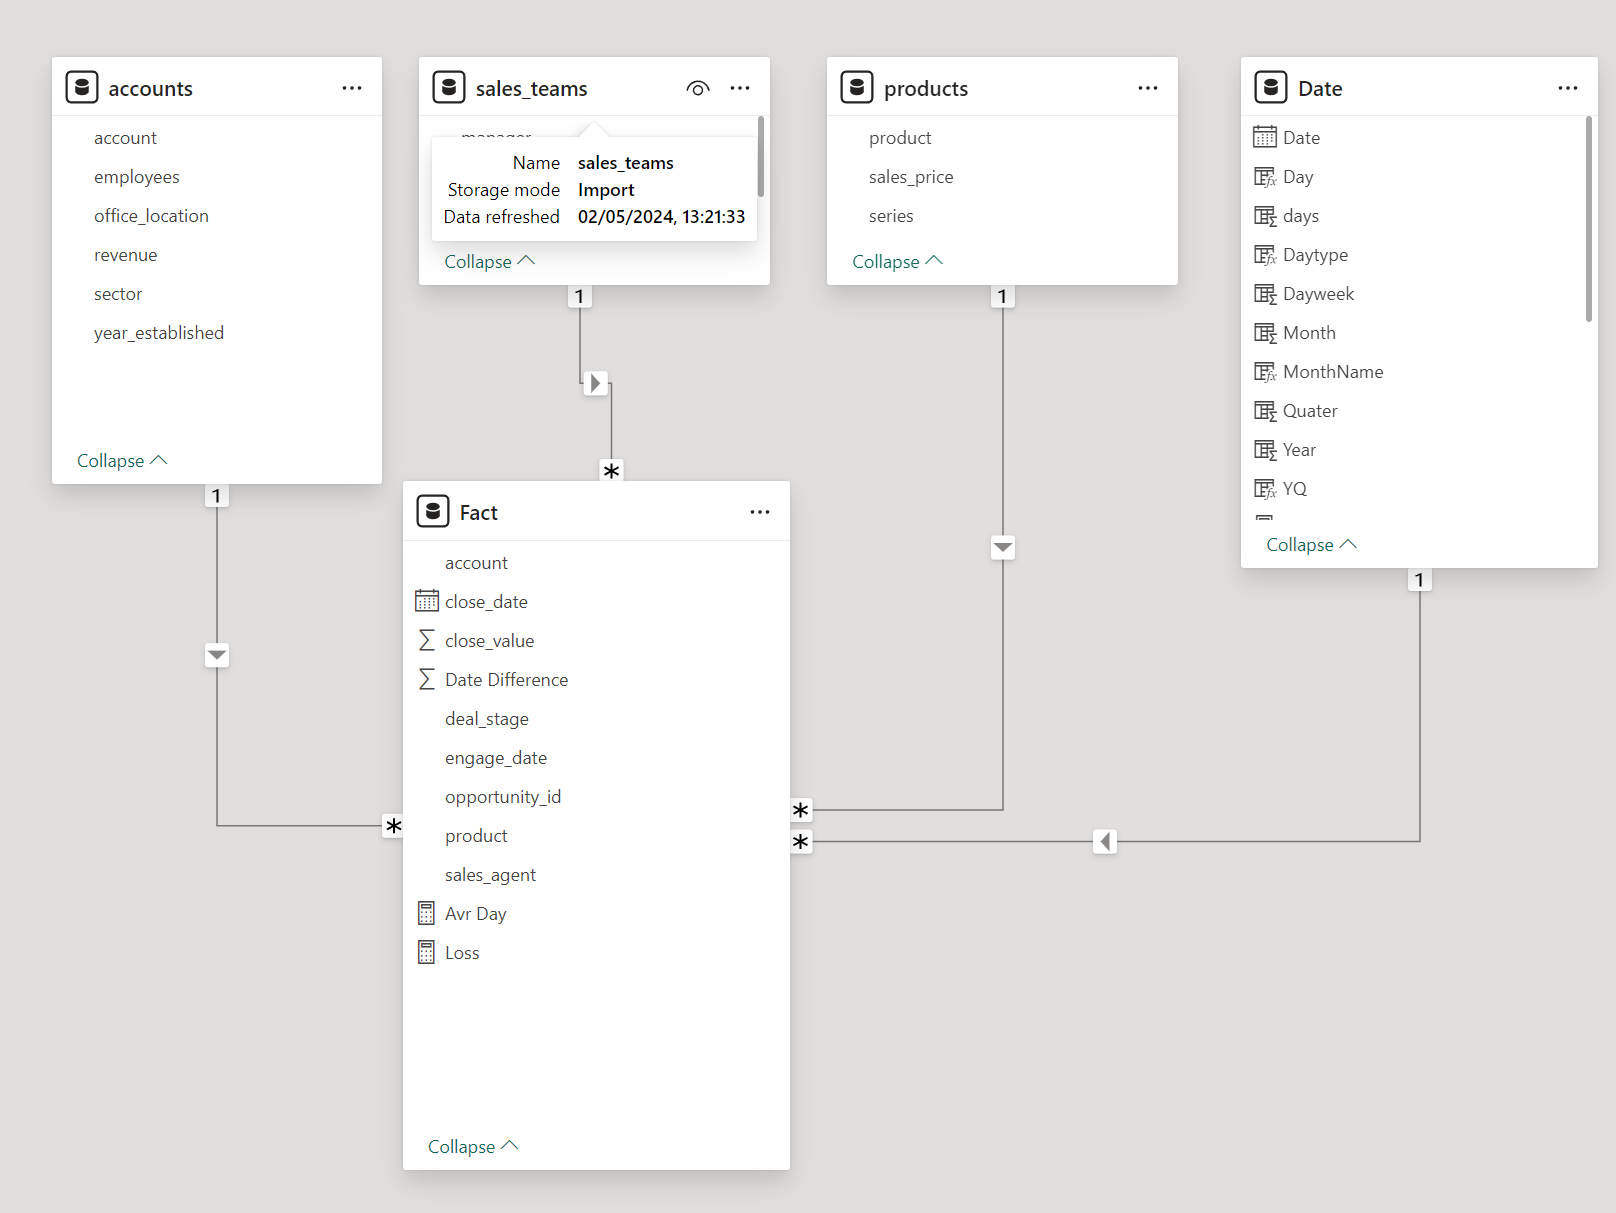 accounts
account
employees
office_location
revenue
sector
year_established
Collapse
1
sales_teams
manager
Name sales_teams
Storage mode Import
Data refreshed 02/05/2024, 13:21:33
Collapse
1
*
products
product
sales_price
series
Collapse
1
Date
Date
Day
days
Daytype
Dayweek
Month
MonthName
Quater
Year
YQ
Collapse
1
Fact
account
close_date
close_value
Date Difference
deal_stage
engage_date
opportunity_id
product
sales_agent
Avr Day
Loss
Collapse
*
*
*